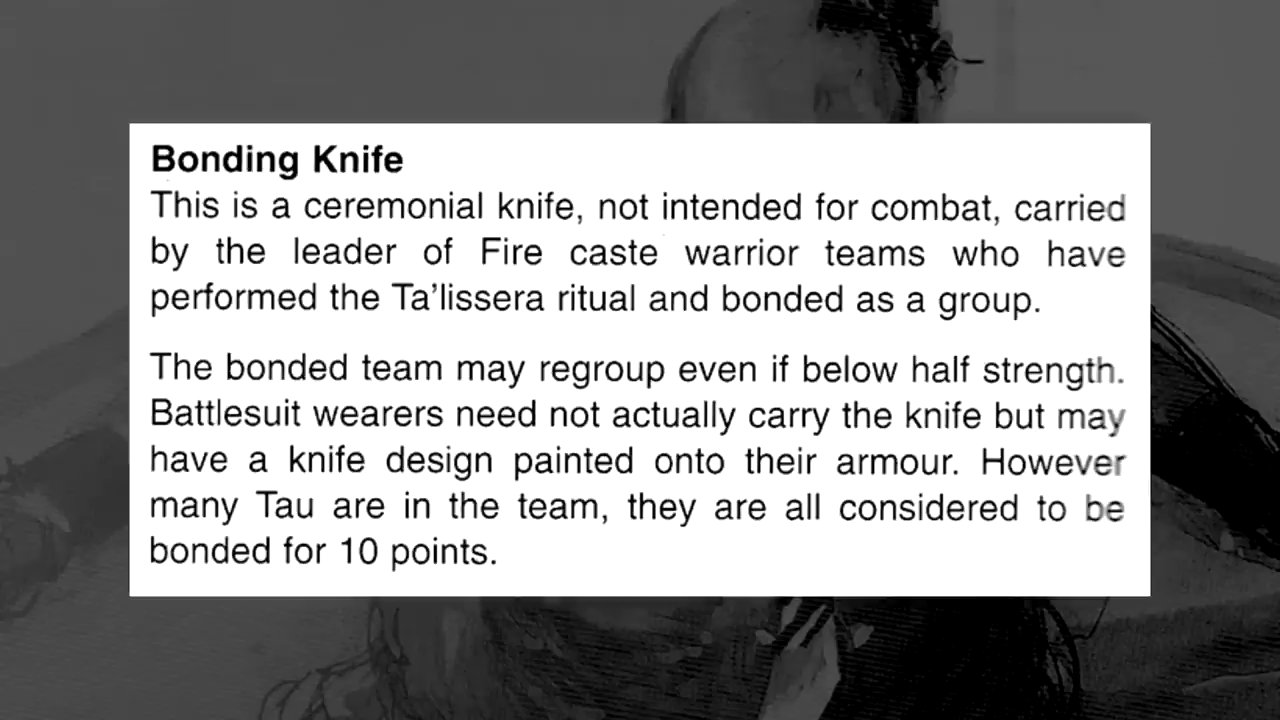 Bonding Knife
This is a ceremonial knife, not intended for combat, carried
by the leader of Fire caste warrior teams who have
performed the Ta’lissera ritual and bonded as a group.
The bonded team may regroup even if below half strength.
Battlesuit wearers need not actually carry the knife but may
have a knife design painted onto their armour. However
many Tau are in the team, they are all considered to be
bonded for 10 points.